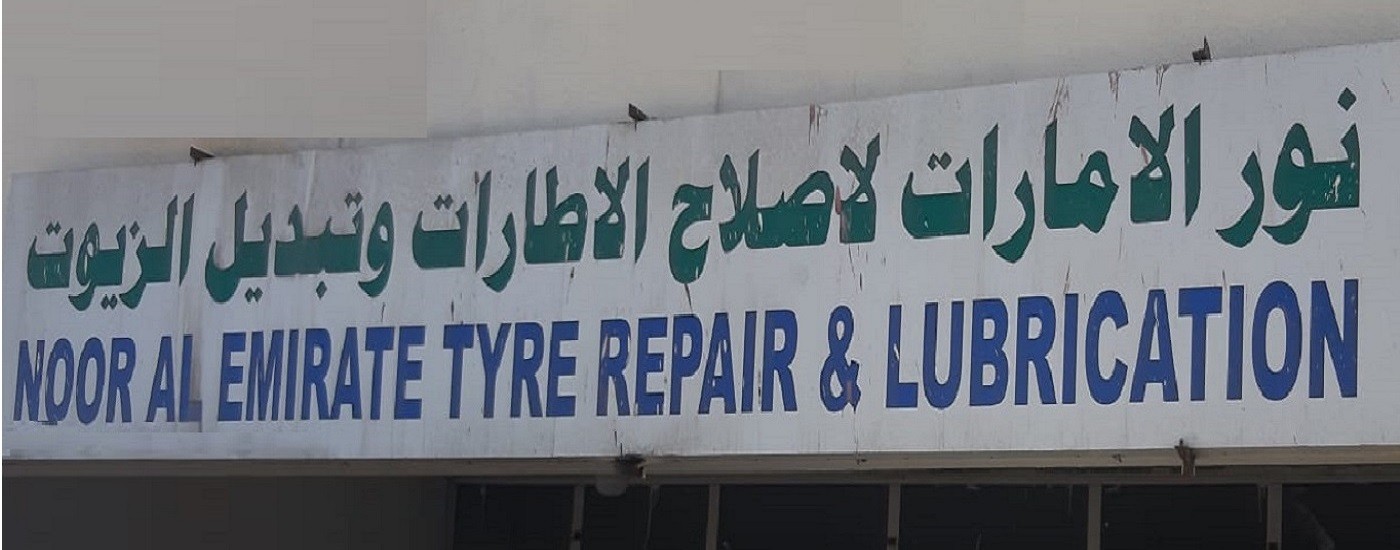 نور الامارات لاصلاح الاطارات وتبديل الزيوت
NOOR AL EMIRATE TYRE REPAIR & LUBRICATION